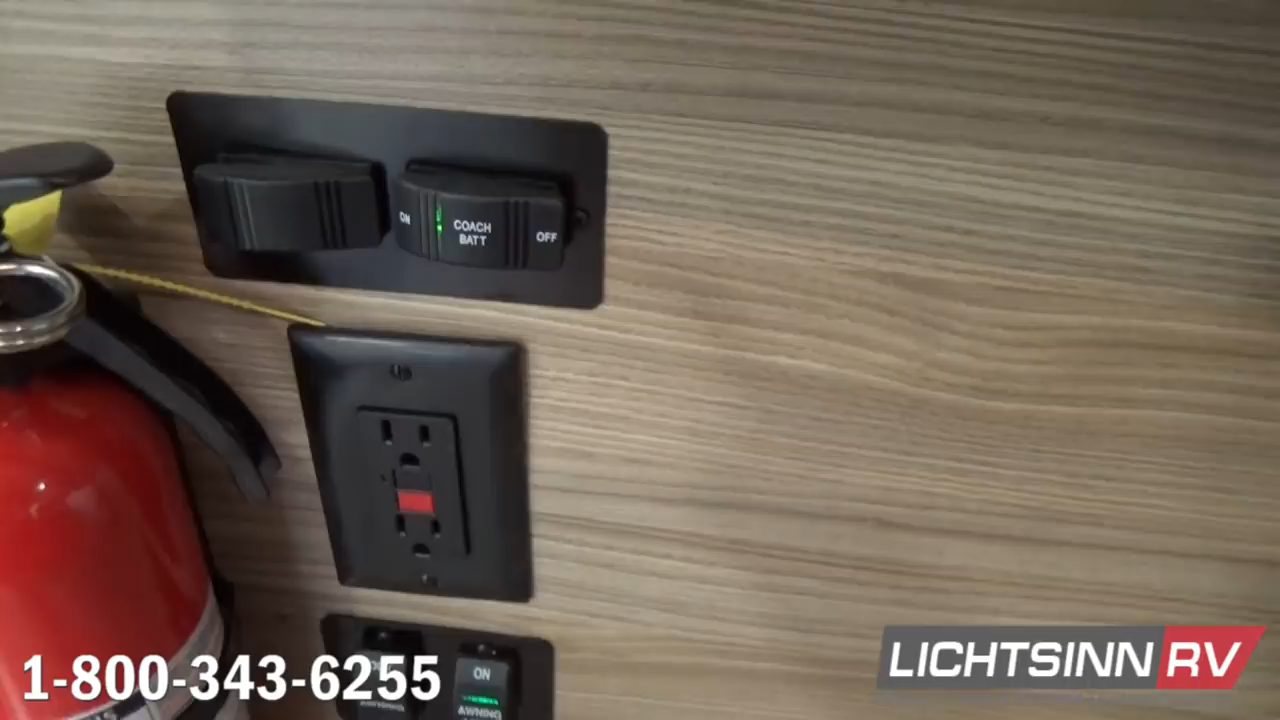 ON
COACH
BATT
OFF
ON
AWNING
1-800-343-6255
LICHTSINN RV